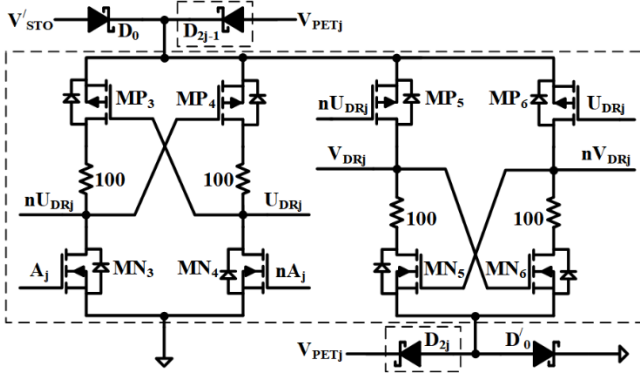 V'STO D0 D2j-1 VPETj
MP3 MP4 nUDRj MP5 MP6 UDRj
100 100 VDRj nVDRj
nUDRj UDRj 100 100
Aj MN3 MN4 nAj MN5 MN6
VPETj D2j D'0